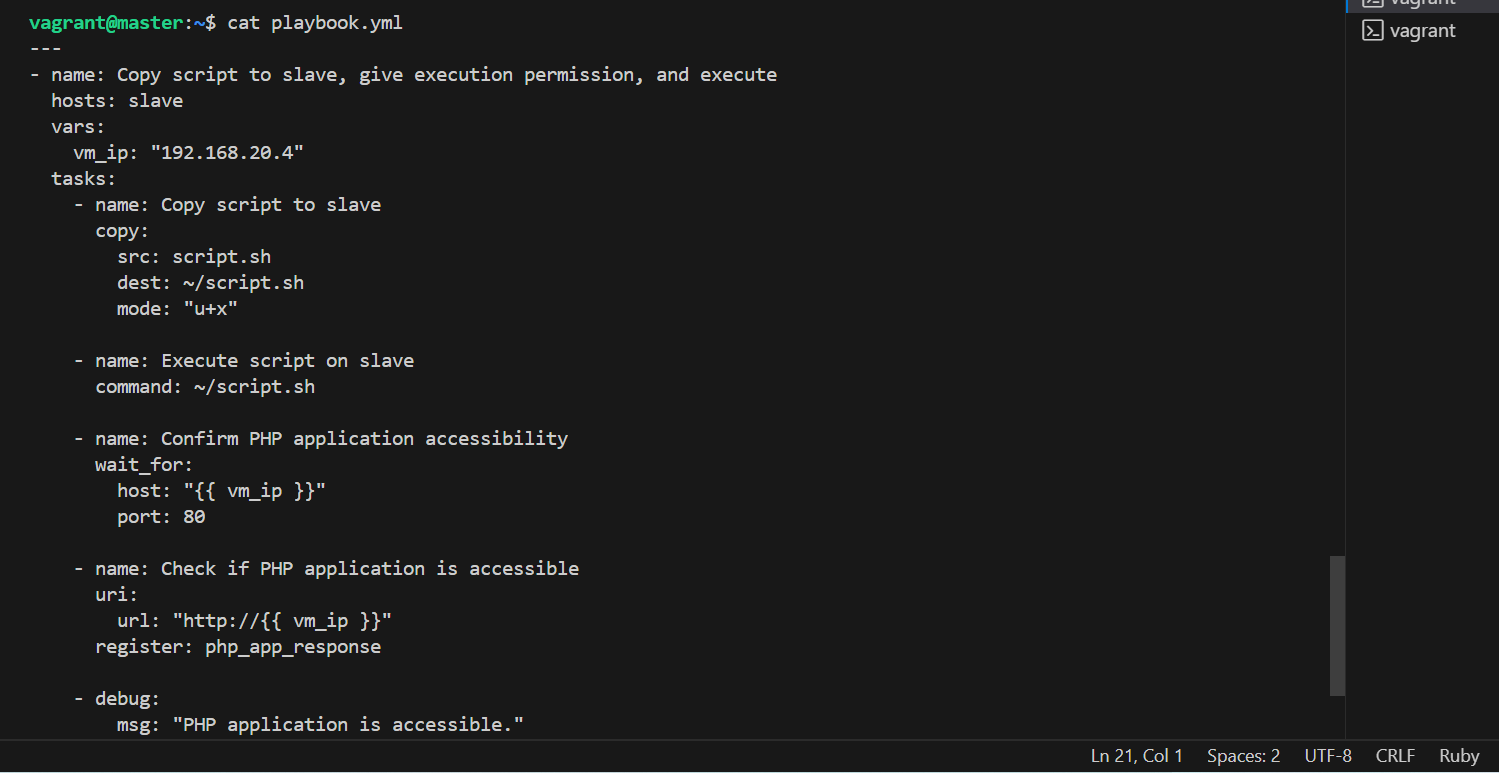 vagrant@master:~$ cat playbook.yml
---
- name: Copy script to slave, give execution permission, and execute
  hosts: slave
  vars:
    vm_ip: "192.168.20.4"
  tasks:
    - name: Copy script to slave
      copy:
        src: script.sh
        dest: ~/script.sh
        mode: "u+x"

    - name: Execute script on slave
      command: ~/script.sh

    - name: Confirm PHP application accessibility
      wait_for:
        host: "{{ vm_ip }}"
        port: 80

    - name: Check if PHP application is accessible
      uri:
        url: "http://{{ vm_ip }}"
      register: php_app_response

    - debug:
        msg: "PHP application is accessible."
vagrant
vagrant
Ln 21, Col 1 Spaces: 2 UTF-8 CRLF Ruby